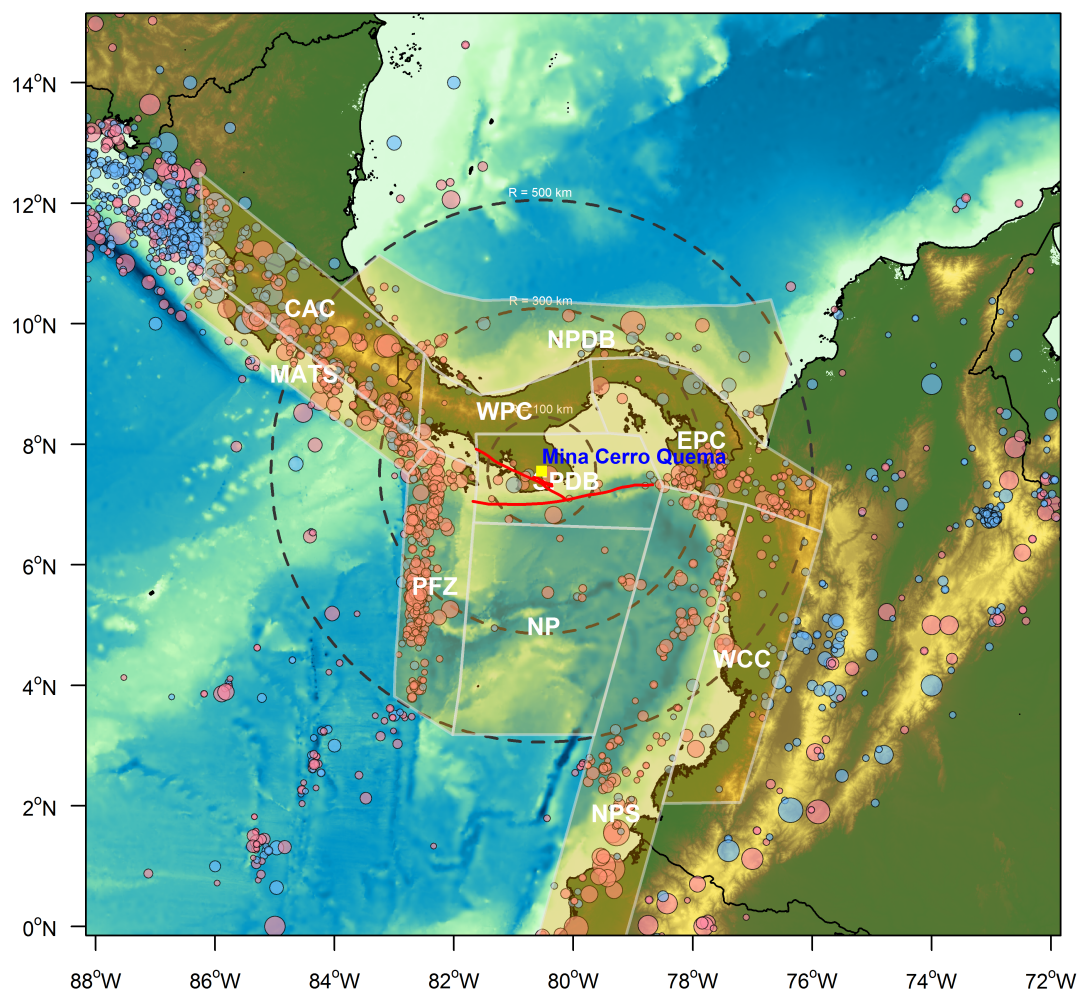 14°N
12°N
10°N
8°N
6°N
4°N
2°N
0°N
R = 500 km
R = 300 km
CAC
NPDB
MATS
WPC
= 100 km
EPC
Mina Cerro Quema
SPDB
PFZ
NP
WCC
NPS
88°W
86°W
84°W
82°W
80°W
78°W
76°W
74°W
72°W